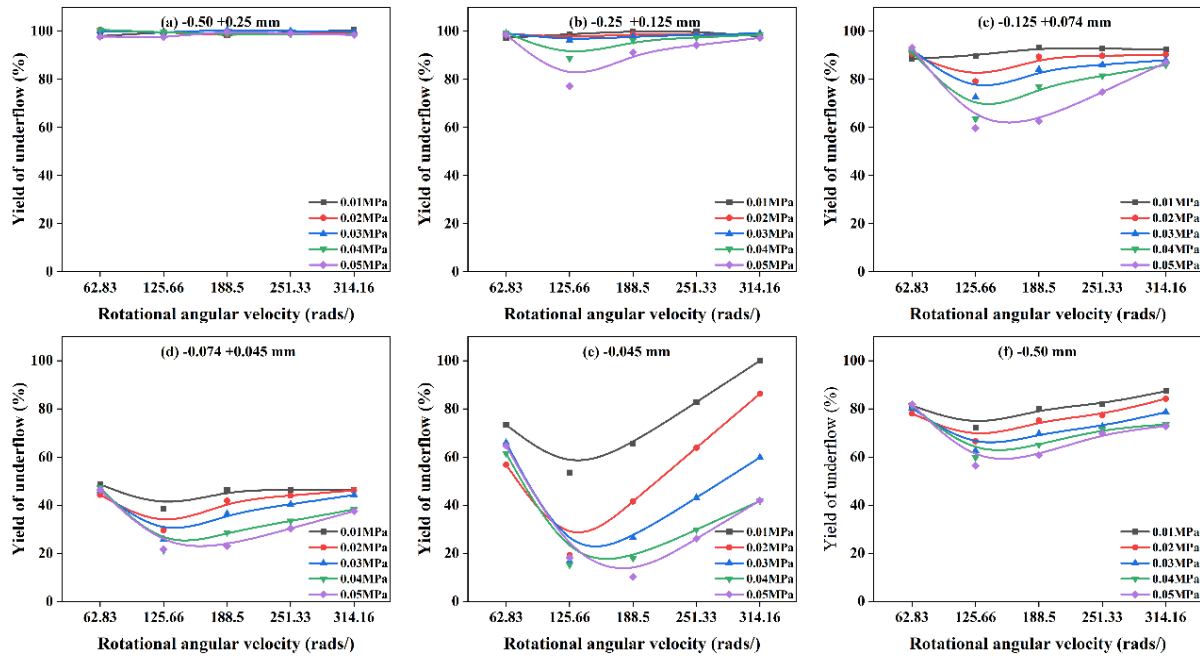 (a) -0.50 +0.25 mm
Yield of underflow (%)
100
80
60
40
20
0
0.01MPa
0.02MPa
0.03MPa
0.04MPa
0.05MPa
62.83
125.66
188.5
251.33
314.16
Rotational angular velocity (rads/)
(b) -0.25 +0.125 mm
Yield of underflow (%)
100
80
60
40
20
0
0.01MPa
0.02MPa
0.03MPa
0.04MPa
0.05MPa
62.83
125.66
188.5
251.33
314.16
Rotational angular velocity (rads/)
(c) -0.125 +0.074 mm
Yield of underflow (%)
100
80
60
40
20
0
0.01MPa
0.02MPa
0.03MPa
0.04MPa
0.05MPa
62.83
125.66
188.5
251.33
314.16
Rotational angular velocity (rads/)
(d) -0.074 +0.045 mm
Yield of underflow (%)
100
80
60
40
20
0
0.01MPa
0.02MPa
0.03MPa
0.04MPa
0.05MPa
62.83
125.66
188.5
251.33
314.16
Rotational angular velocity (rads/)
(e) -0.045 mm
Yield of underflow (%)
100
80
60
40
20
0
0.01MPa
0.02MPa
0.03MPa
0.04MPa
0.05MPa
62.83
125.66
188.5
251.33
314.16
Rotational angular velocity (rads/)
(f) -0.50 mm
Yield of underflow (%)
100
80
60
40
20
0
0.01MPa
0.02MPa
0.03MPa
0.04MPa
0.05MPa
62.83
125.66
188.5
251.33
314.16
Rotational angular velocity (rads/)